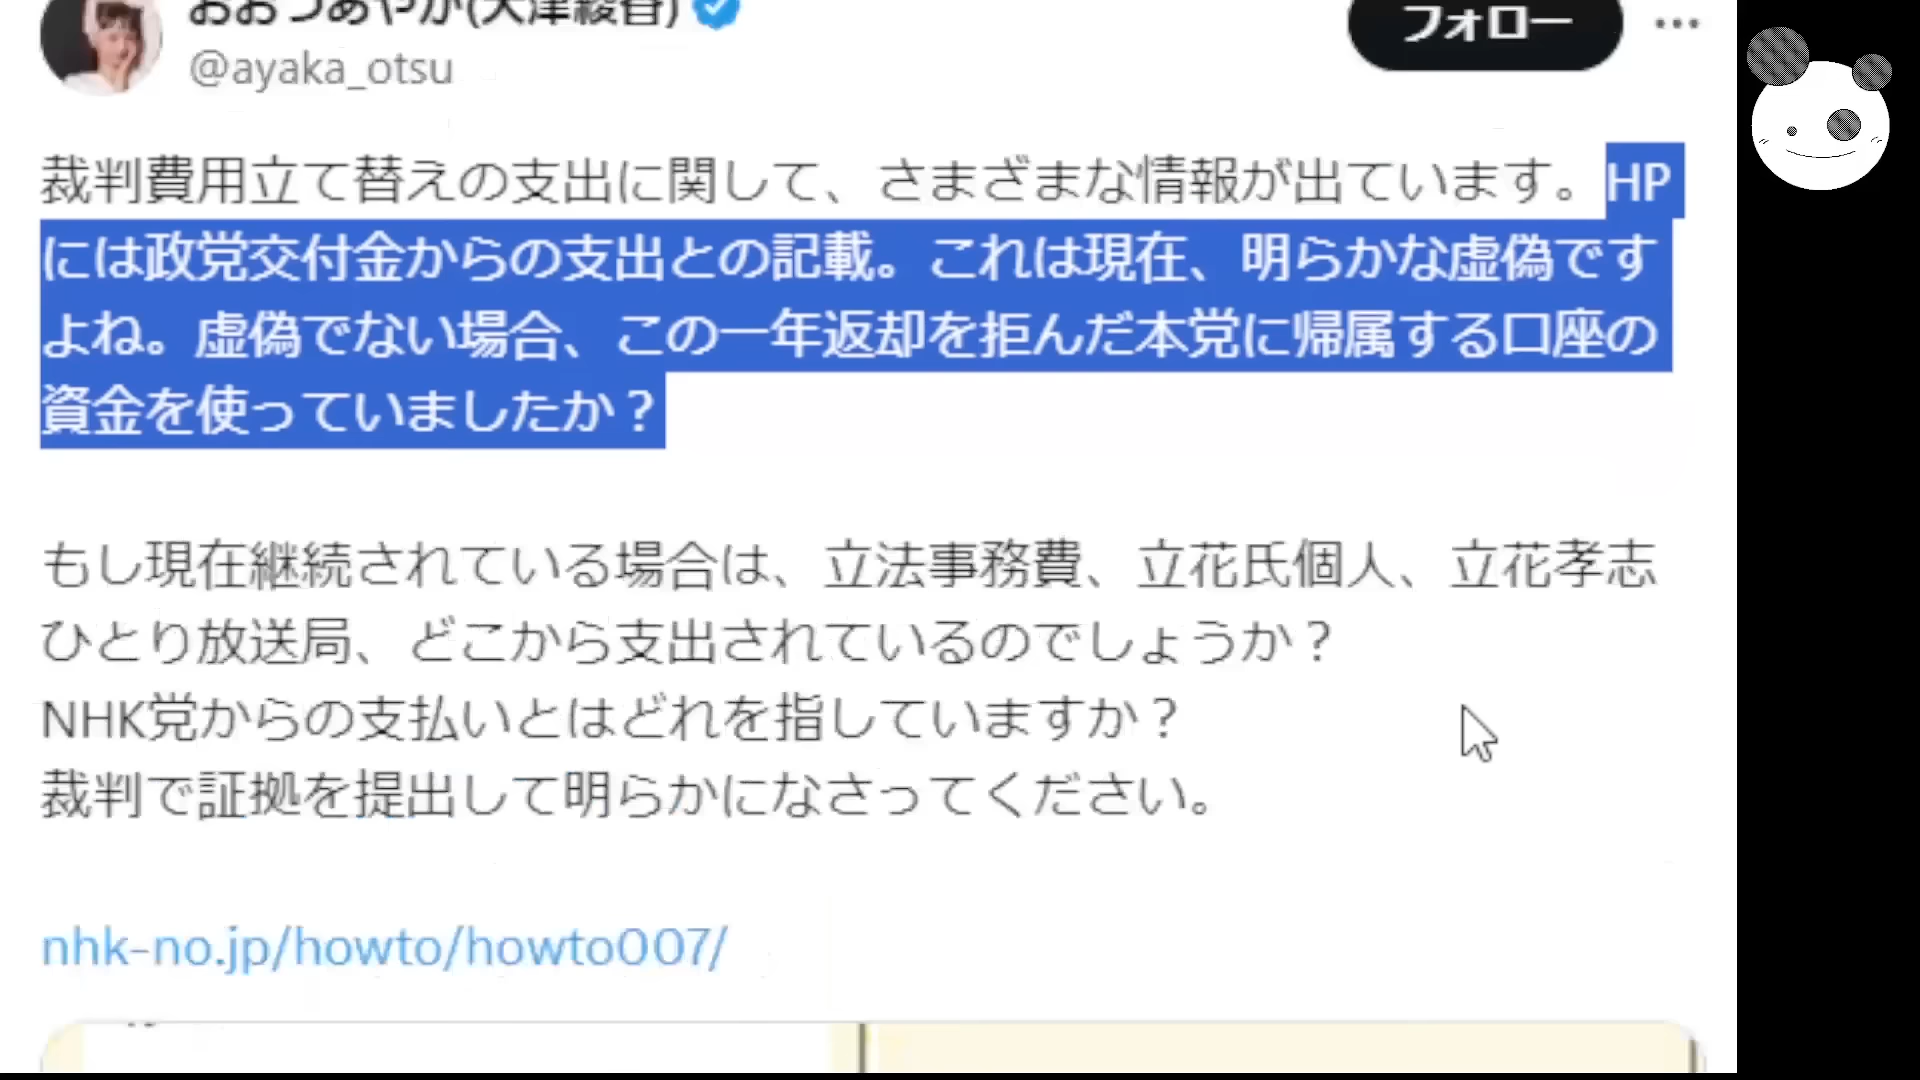 おおつあやか(大津綾香)
フォロー
@ayaka_otsu
裁判費用立て替えの支出に関して、さまざまな情報が出ています。HP
には政党交付金からの支出との記載。これは現在、明らかな虚偽です
よね。虚偽でない場合、この一年返却を拒んだ本党に帰属する口座の
資金を使っていましたか？
もし現在継続されている場合は、立法事務費、立花氏個人、立花孝志
ひとり放送局、どこから支出されているのでしょうか？
NHK党からの支払いとはどれを指していますか？
裁判で証拠を提出して明らかになさってください。
nhk-no.jp/howto/howto007/